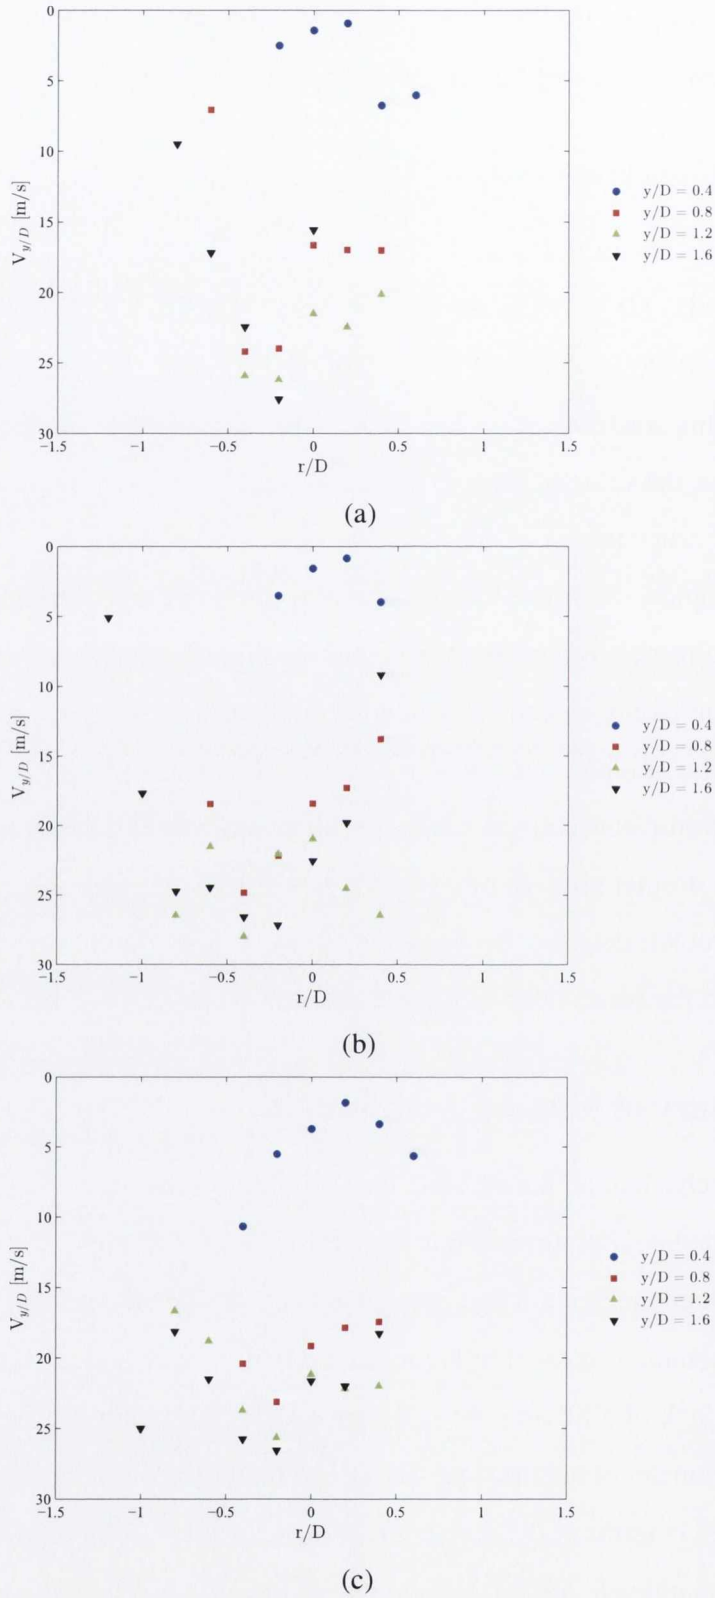 0
5
10
15
20
25
30
V_{y/D} [m/s]
−1.5 −1 −0.5 0 0.5 1 1.5
r/D
y/D = 0.4
y/D = 0.8
y/D = 1.2
y/D = 1.6
(a)
0
5
10
15
20
25
30
V_{y/D} [m/s]
−1.5 −1 −0.5 0 0.5 1 1.5
r/D
y/D = 0.4
y/D = 0.8
y/D = 1.2
y/D = 1.6
(b)
0
5
10
15
20
25
30
V_{y/D} [m/s]
−1.5 −1 −0.5 0 0.5 1 1.5
r/D
y/D = 0.4
y/D = 0.8
y/D = 1.2
y/D = 1.6
(c)